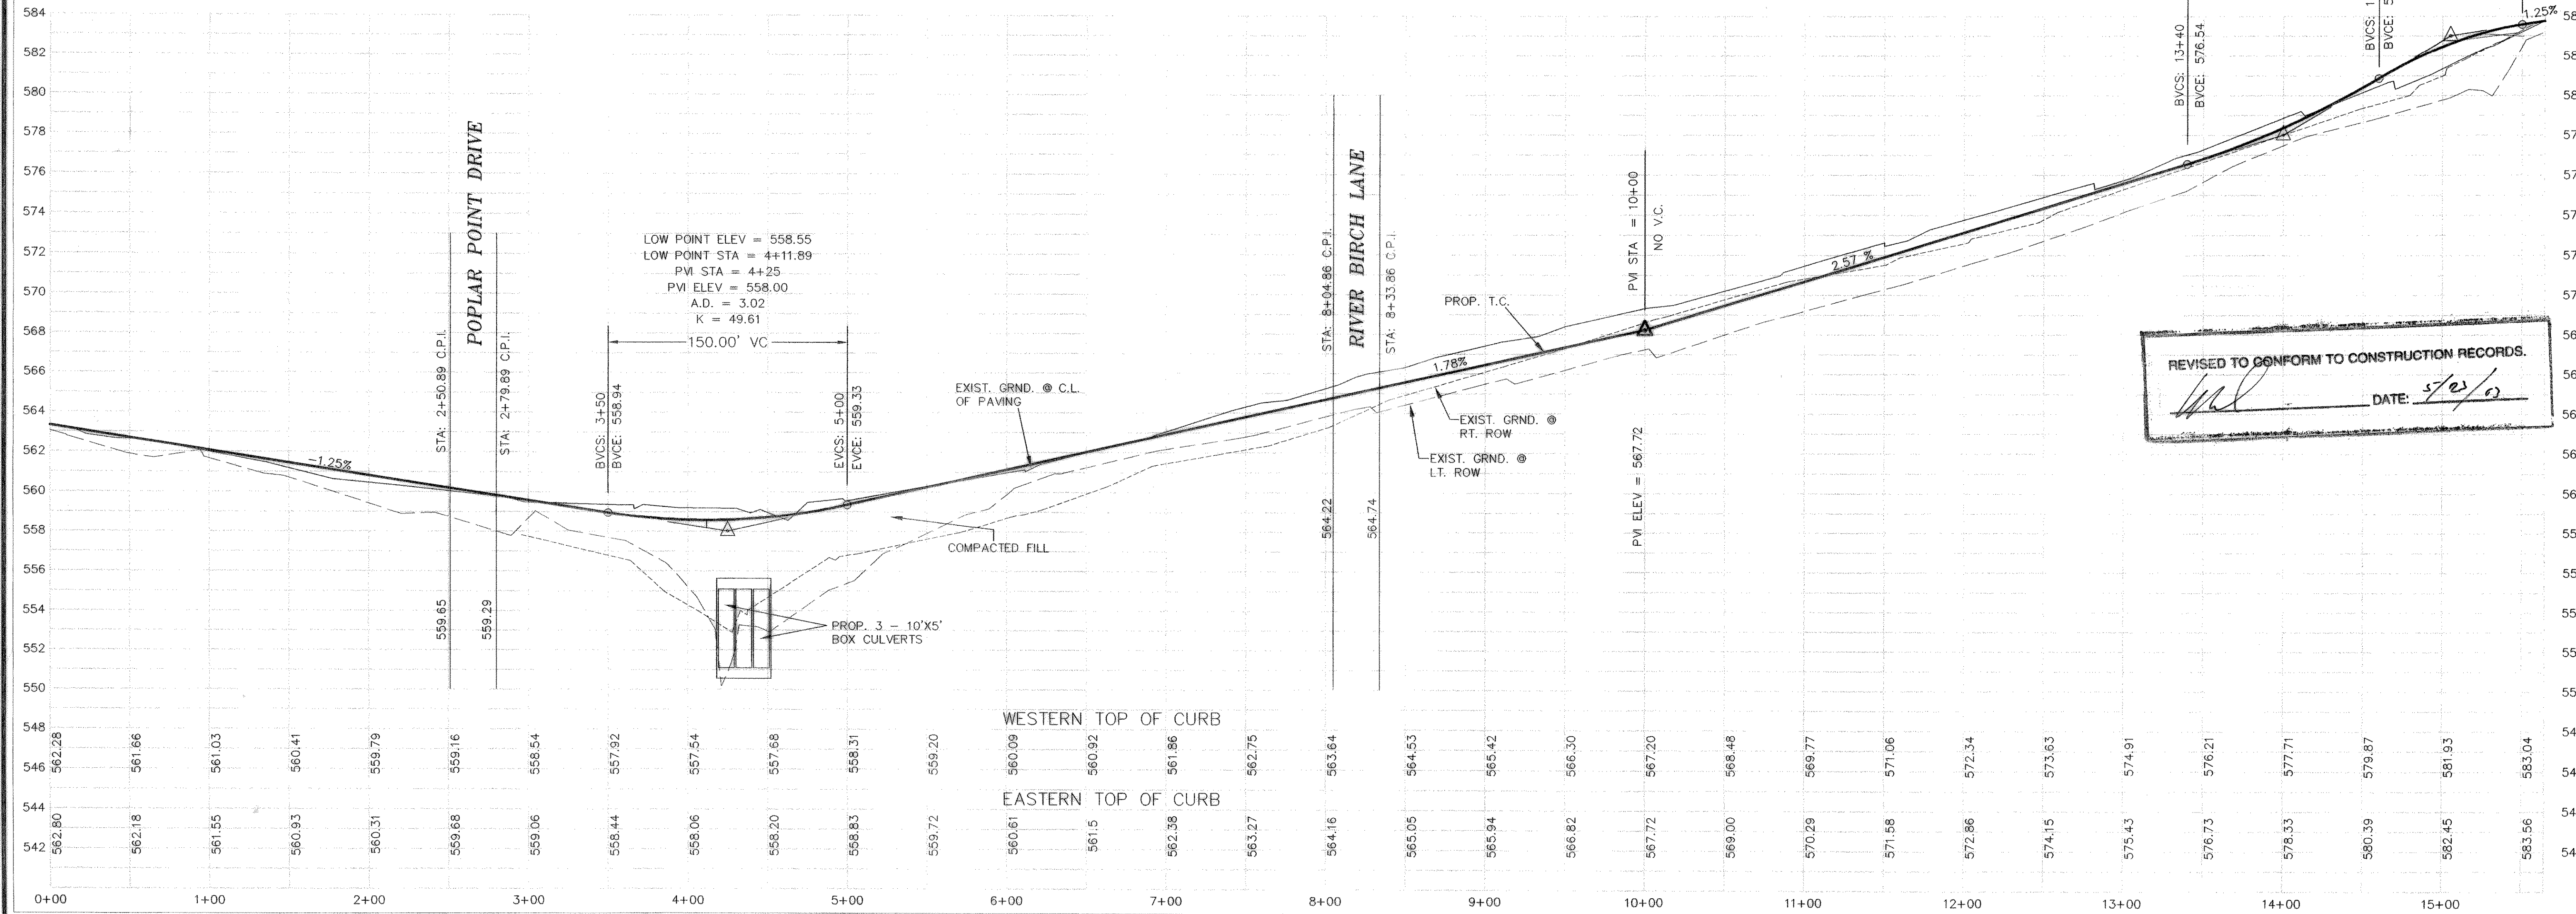 584
582
580
578
576
574
572
570
568
566
564
562
560
558
556
554
552
550
548
546
544
542
-1.25%
STA: 2+50.89 C.P.I.
559.65
POPLAR POINT DRIVE
STA: 2+79.89 C.P.I.
559.29
LOW POINT ELEV = 558.55
LOW POINT STA = 4+11.89
PVI STA = 4+25
PVI ELEV = 558.00
A.D. = 3.02
K = 49.61
150.00' VC
BVCS: 3+50
BVCE: 558.94
EVCS: 5+00
EVCE: 559.33
EXIST. GRND. @ C.L.
OF PAVING
COMPACTED FILL
PROP. 3 - 10'X5'
BOX CULVERTS
STA: 8+04.86 C.P.I.
564.22
RIVER BIRCH LANE
STA: 8+33.86 C.P.I.
564.74
1.78%
PROP. T.C.
EXIST. GRND. @
RT. ROW
EXIST. GRND. @
LT. ROW
PVI STA = 10+00
NO V.C.
PVI ELEV = 567.72
2.57 %
BVCS: 13+40
BVCE: 576.54
BVCS: 1
BVCE: 5
1.25%
REVISED TO CONFORM TO CONSTRUCTION RECORDS.
DATE: 5/23/03
WESTERN TOP OF CURB
562.28 561.66 561.03 560.41 559.79 559.16 558.54 557.92 557.54 557.68 558.31 559.20 560.09 560.92 561.86 562.75 563.64 564.53 565.42 566.30 567.20 568.48 569.77 571.06 572.34 573.63 574.91 576.21 577.71 579.87 581.93 583.04
EASTERN TOP OF CURB
562.80 562.18 561.55 560.93 560.31 559.68 559.06 558.44 558.06 558.20 558.83 559.72 560.61 561.5 562.38 563.27 564.16 565.05 565.94 566.82 567.72 569.00 570.29 571.58 572.86 574.15 575.43 576.73 578.33 580.39 582.45 583.56
0+00 1+00 2+00 3+00 4+00 5+00 6+00 7+00 8+00 9+00 10+00 11+00 12+00 13+00 14+00 15+00